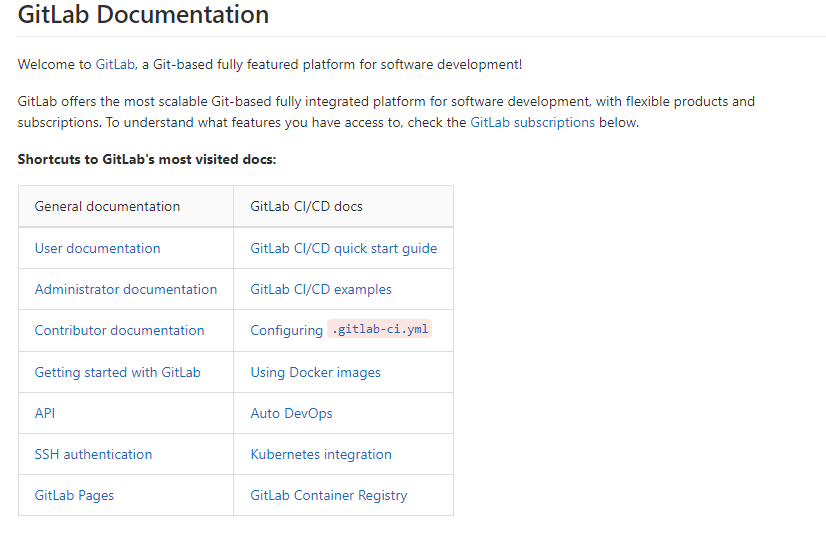 GitLab Documentation
Welcome to GitLab, a Git-based fully featured platform for software development!
GitLab offers the most scalable Git-based fully integrated platform for software development, with flexible products and
subscriptions. To understand what features you have access to, check the GitLab subscriptions below.
Shortcuts to GitLab's most visited docs:
General documentation GitLab CI/CD docs
User documentation GitLab CI/CD quick start guide
Administrator documentation GitLab CI/CD examples
Contributor documentation Configuring .gitlab-ci.yml
Getting started with GitLab Using Docker images
API Auto DevOps
SSH authentication Kubernetes integration
GitLab Pages GitLab Container Registry